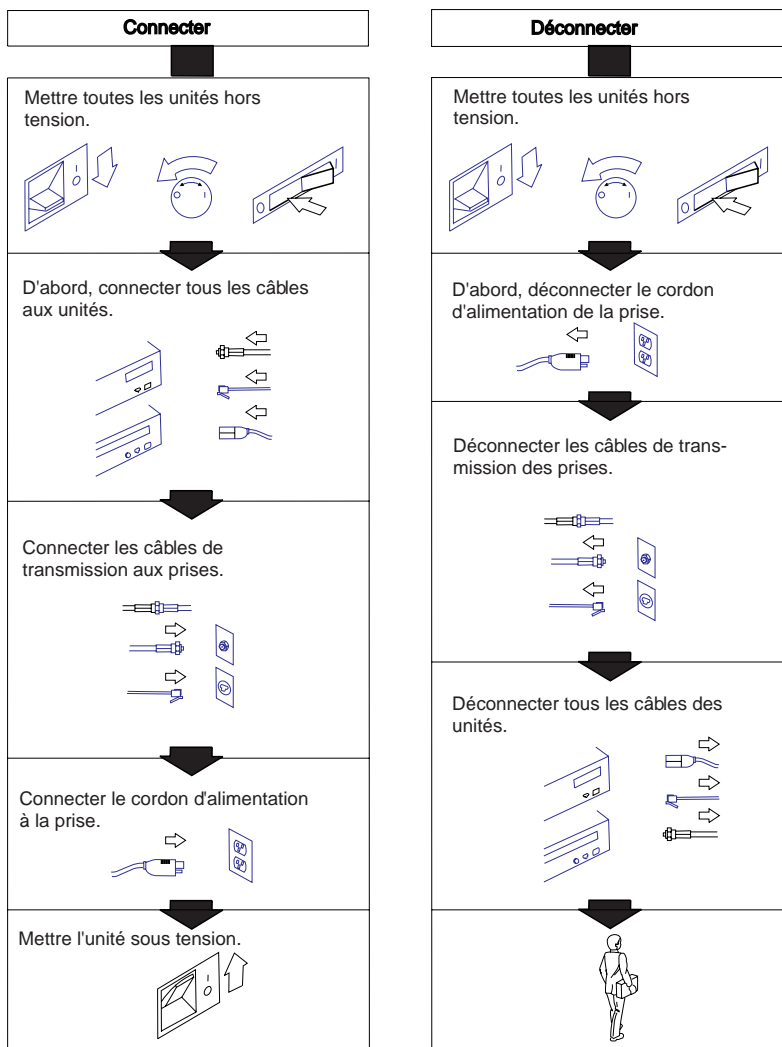 Connecter
Mettre toutes les unités hors
tension.
D'abord, connecter tous les câbles
aux unités.
Connecter les câbles de
transmission aux prises.
Connecter le cordon d'alimentation
à la prise.
Mettre l'unité sous tension.
Déconnecter
Mettre toutes les unités hors
tension.
D'abord, déconnecter le cordon
d'alimentation de la prise.
Déconnecter les câbles de trans-
mission des prises.
Déconnecter tous les câbles des
unités.